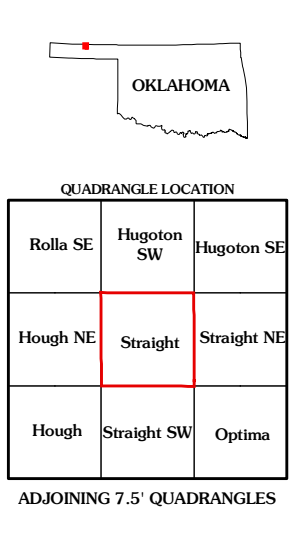 OKLAHOMA
QUADRANGLE LOCATION
Rolla SE
Hugoton
SW
Hugoton SE
Hough NE
Straight
Straight NE
Hough
Straight SW
Optima
ADJOINING 7.5' QUADRANGLES